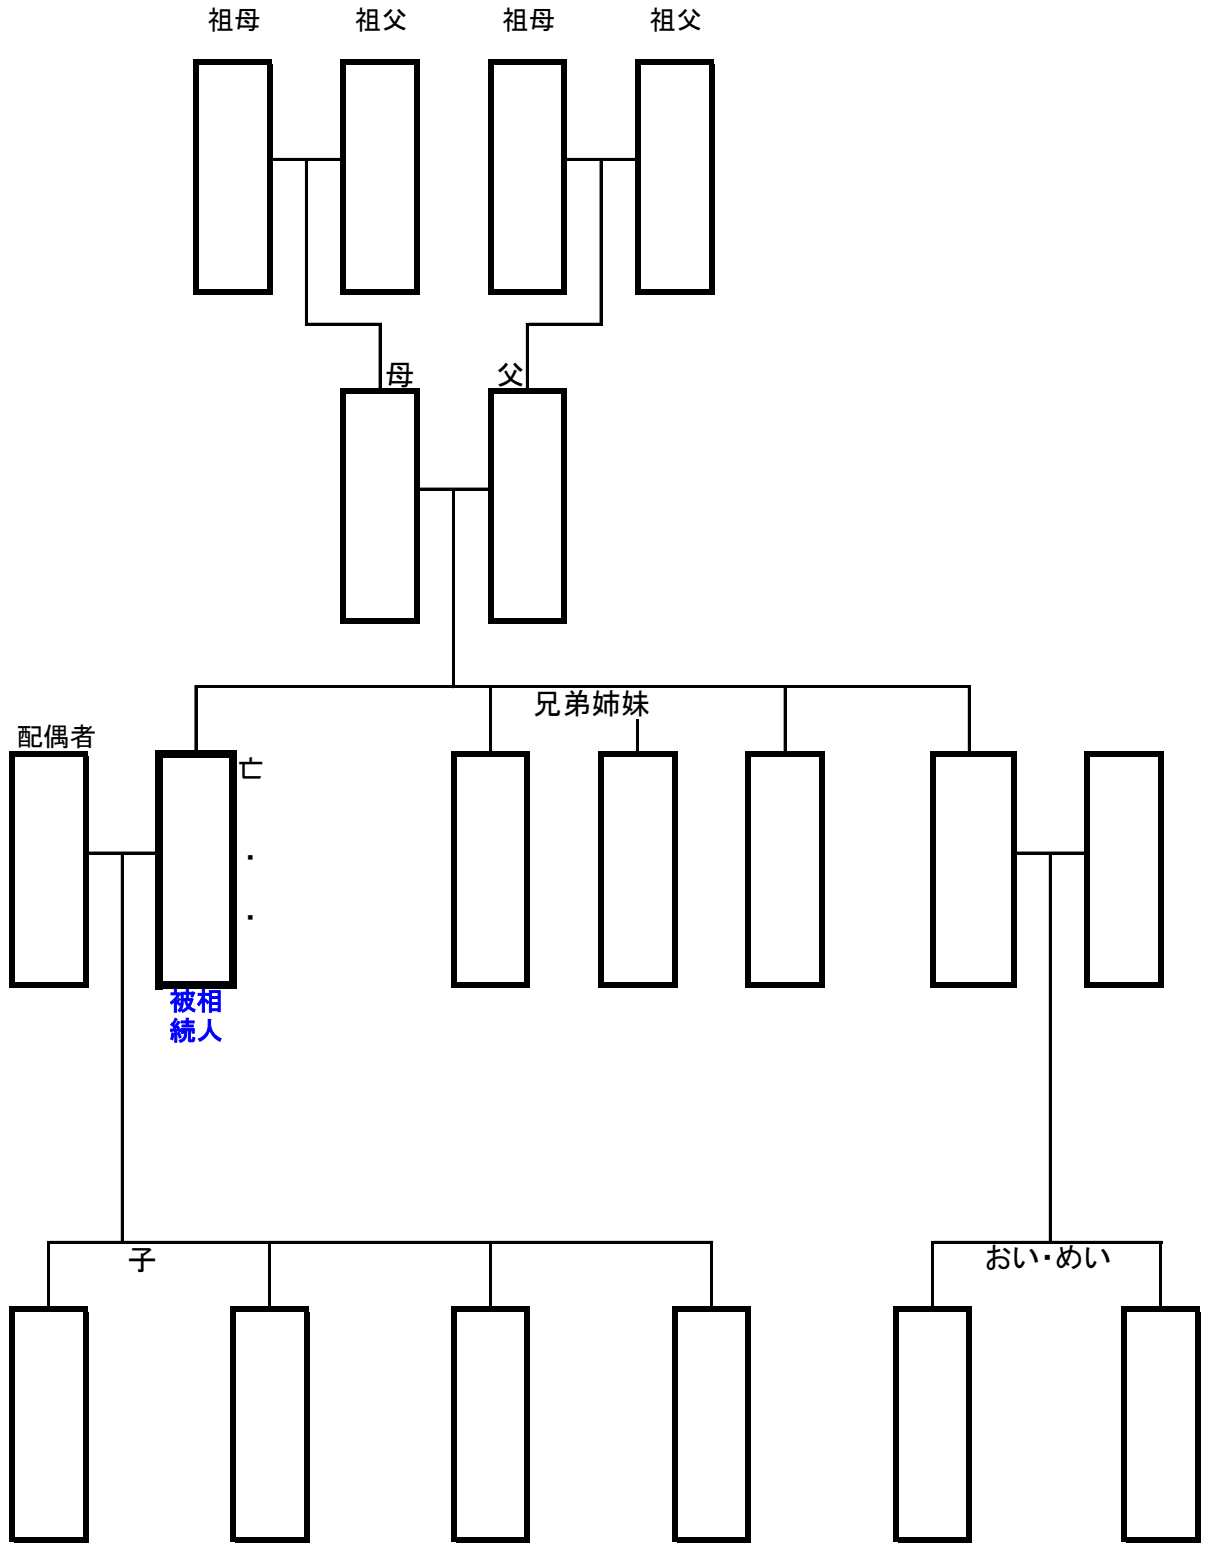 祖母
祖父
祖母
祖父
母
父
兄弟姉妹
配偶者
亡
・
・
被相
続人
子
おい・めい